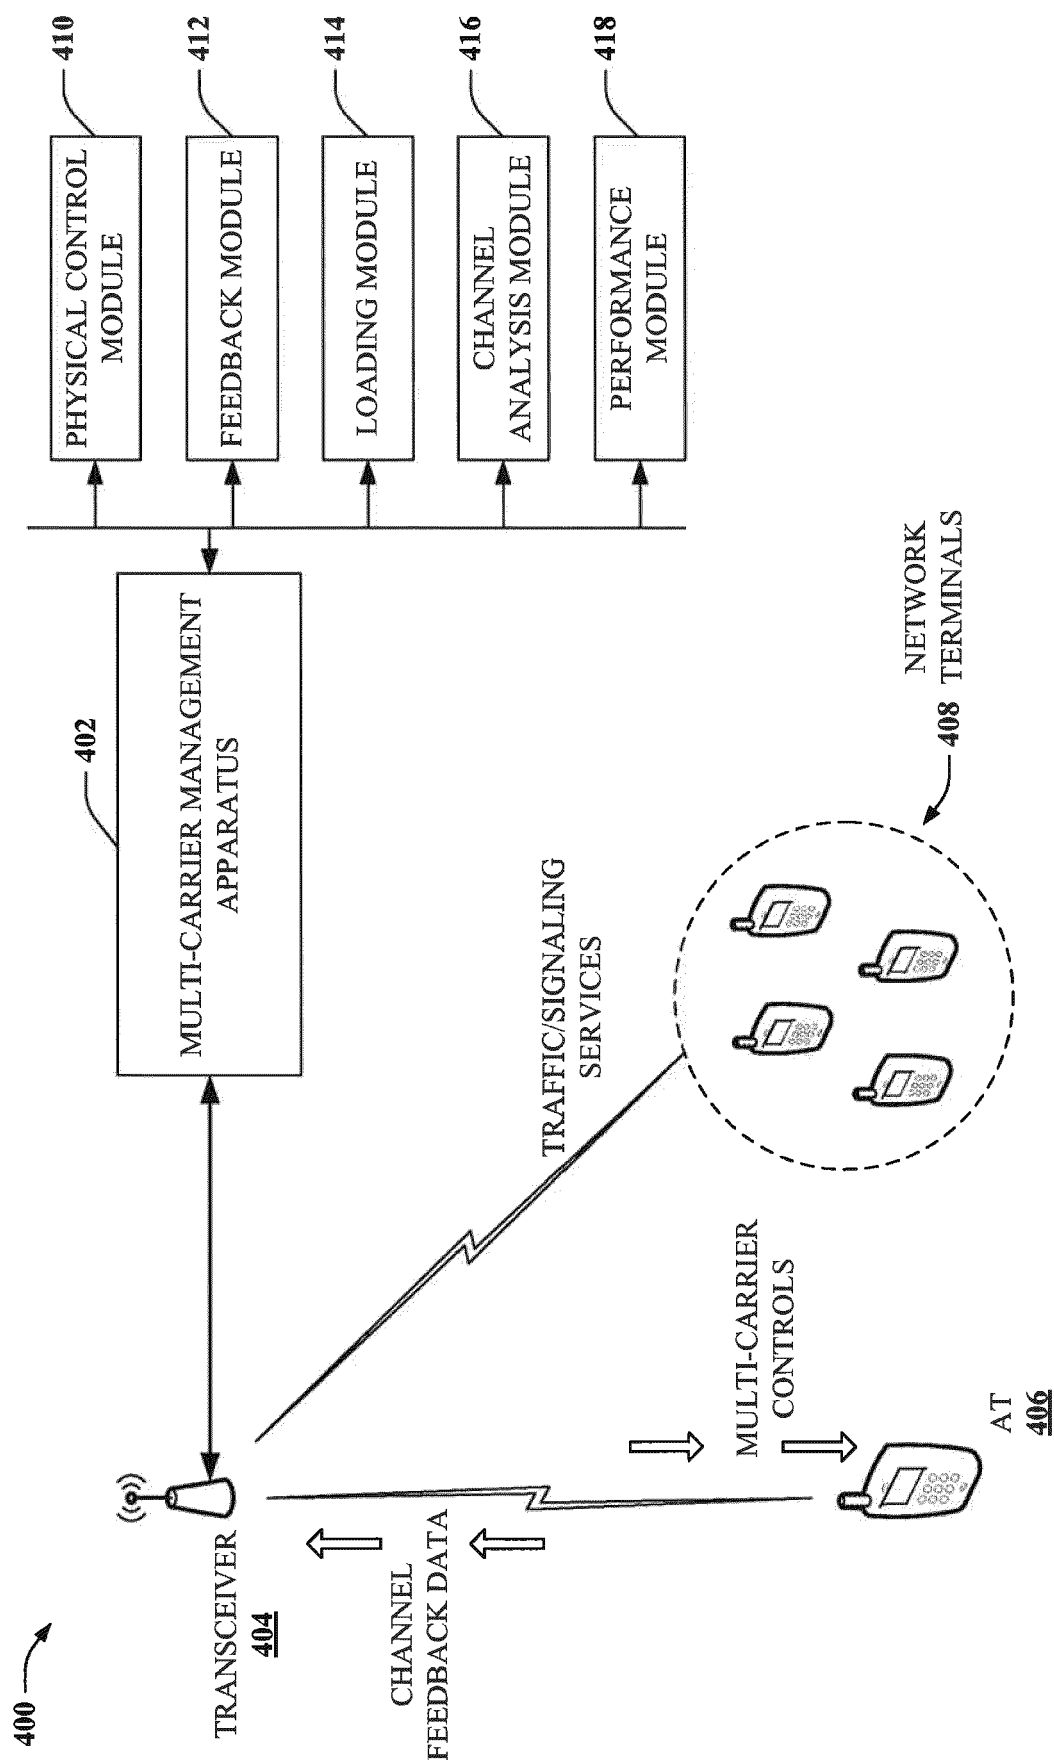 400
TRANSCEIVER
404
CHANNEL
FEEDBACK DATA
MULTI-CARRIER
CONTROLS
AT
406
TRAFFIC/SIGNALING
SERVICES
NETWORK
408 TERMINALS
402
MULTI-CARRIER MANAGEMENT
APPARATUS
PHYSICAL CONTROL
MODULE
410
FEEDBACK MODULE
412
LOADING MODULE
414
CHANNEL
ANALYSIS MODULE
416
PERFORMANCE
MODULE
418